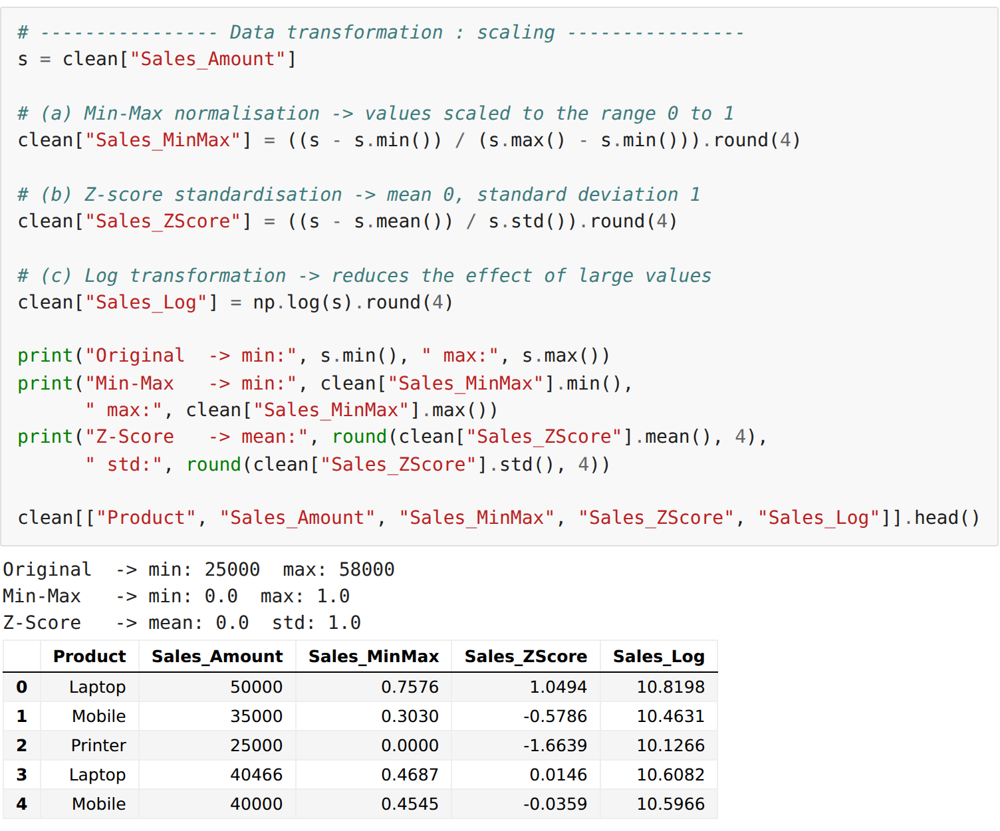 # ---------------- Data transformation : scaling ----------------
s = clean["Sales_Amount"]

# (a) Min-Max normalisation -> values scaled to the range 0 to 1
clean["Sales_MinMax"] = ((s - s.min()) / (s.max() - s.min())).round(4)

# (b) Z-score standardisation -> mean 0, standard deviation 1
clean["Sales_ZScore"] = ((s - s.mean()) / s.std()).round(4)

# (c) Log transformation -> reduces the effect of large values
clean["Sales_Log"] = np.log(s).round(4)

print("Original  -> min:", s.min(), " max:", s.max())
print("Min-Max   -> min:", clean["Sales_MinMax"].min(),
      " max:", clean["Sales_MinMax"].max())
print("Z-Score   -> mean:", round(clean["Sales_ZScore"].mean(), 4),
      " std:", round(clean["Sales_ZScore"].std(), 4))

clean[["Product", "Sales_Amount", "Sales_MinMax", "Sales_ZScore", "Sales_Log"]].head()
Original  -> min: 25000  max: 58000
Min-Max   -> min: 0.0  max: 1.0
Z-Score   -> mean: 0.0  std: 1.0
Product Sales_Amount Sales_MinMax Sales_ZScore Sales_Log
0 Laptop 50000 0.7576 1.0494 10.8198
1 Mobile 35000 0.3030 -0.5786 10.4631
2 Printer 25000 0.0000 -1.6639 10.1266
3 Laptop 40466 0.4687 0.0146 10.6082
4 Mobile 40000 0.4545 -0.0359 10.5966